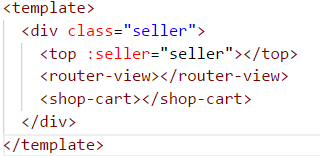 <template>
  <div class="seller">
    <top :seller="seller"></top>
    <router-view></router-view>
    <shop-cart></shop-cart>
  </div>
</template>